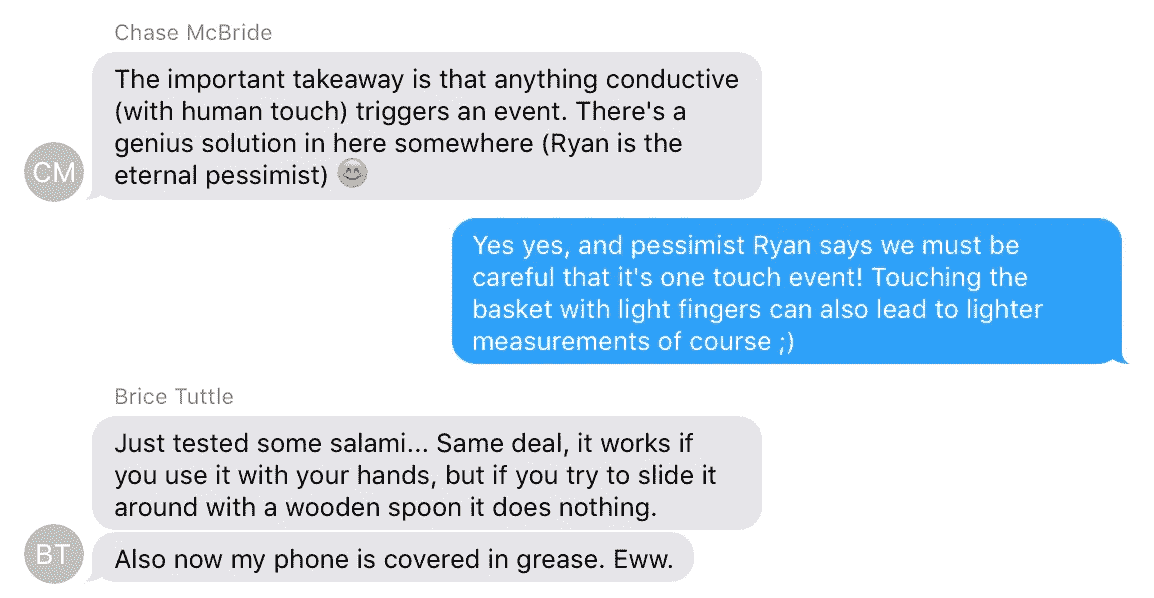 Chase McBride
The important takeaway is that anything conductive
(with human touch) triggers an event. There's a
genius solution in here somewhere (Ryan is the
eternal pessimist) 😊
CM
Yes yes, and pessimist Ryan says we must be
careful that it's one touch event! Touching the
basket with light fingers can also lead to lighter
measurements of course ;)
Brice Tuttle
Just tested some salami... Same deal, it works if
you use it with your hands, but if you try to slide it
around with a wooden spoon it does nothing.
Also now my phone is covered in grease. Eww.
BT